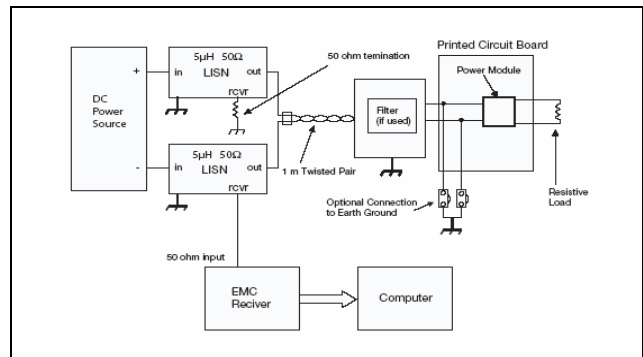 DC
Power
Source
+
-
5µH 50Ω
LISN
in
out
rcvr
50 ohm temination
5µH 50Ω
LISN
in
out
rcvr
1 m Twisted Pair
Filter
(if used)
Printed Circuit Board
Power Module
Resistive
Load
Optional Connection
to Earth Ground
50 ohm input
EMC
Reciver
Computer